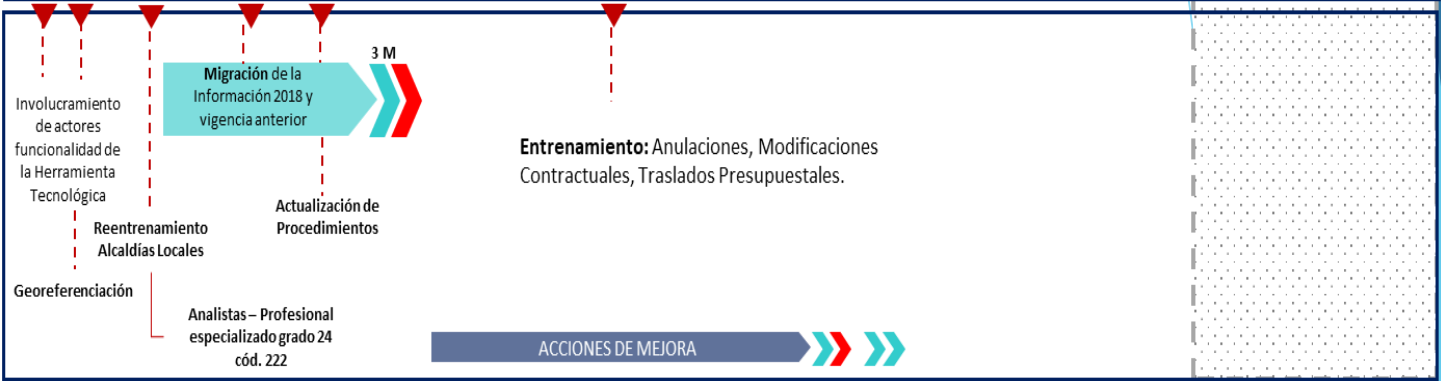 3 M
Migración de la
Información 2018 y
vigencia anterior
Involucramiento
de actores
funcionalidad de
la Herramienta
Tecnológica
Entrenamiento: Anulaciones, Modificaciones
Contractuales, Traslados Presupuestales.
Actualización de
Procedimientos
Reentrenamiento
Alcaldías Locales
Georeferenciación
Analistas – Profesional
especializado grado 24
cód. 222
ACCIONES DE MEJORA